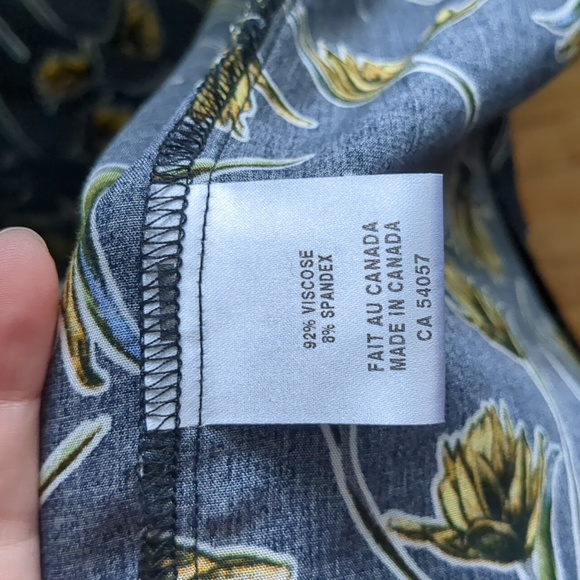 92% VISCOSE
8% SPANDEX
FAIT AU CANADA
MADE IN CANADA
CA 54057